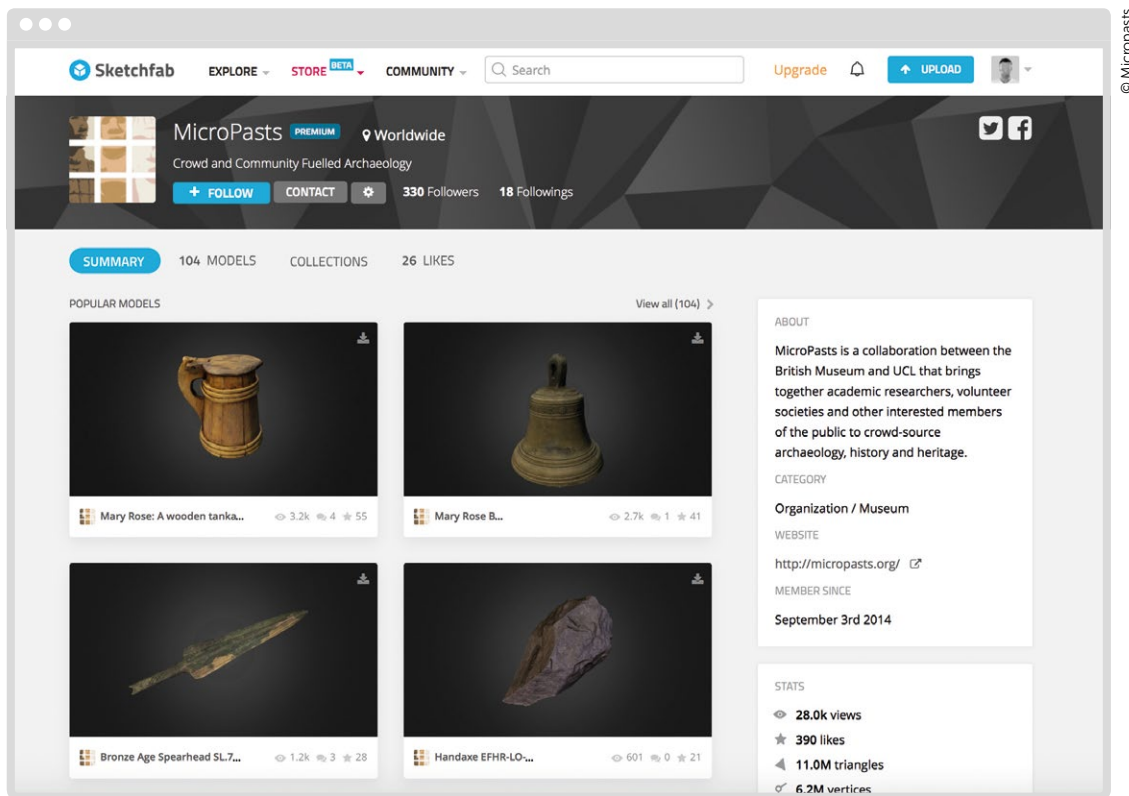 © Micropasts
Sketchfab EXPLORE STORE BETA COMMUNITY Search Upgrade UPLOAD
MicroPasts PREMIUM Worldwide
Crowd and Community Fuelled Archaeology
+ FOLLOW CONTACT 330 Followers 18 Followings
SUMMARY 104 MODELS COLLECTIONS 26 LIKES
POPULAR MODELS View all (104)
Mary Rose: A wooden tanka... 3.2k 4 55
Mary Rose B... 2.7k 1 41
Bronze Age Spearhead SL.7... 1.2k 3 28
Handaxe EFHR-LO-... 601 0 21
ABOUT
MicroPasts is a collaboration between the
British Museum and UCL that brings
together academic researchers, volunteer
societies and other interested members
of the public to crowd-source
archaeology, history and heritage.
CATEGORY
Organization / Museum
WEBSITE
http://micropasts.org/
MEMBER SINCE
September 3rd 2014
STATS
28.0k views
390 likes
11.0M triangles
6.2M vertices